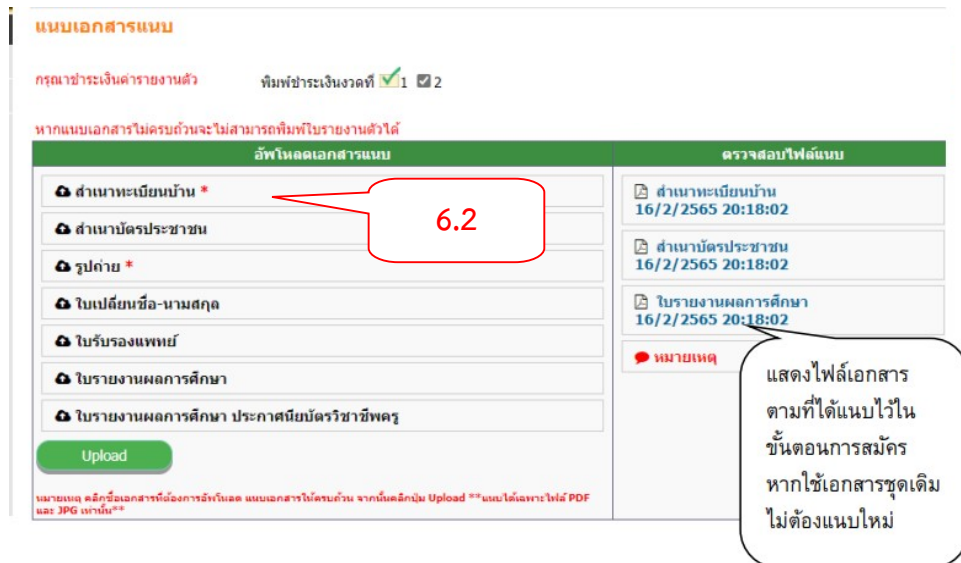 แนบเอกสารแนบ
กรุณาชำระเงินค่ารายงานตัว พิมพ์ชำระเงินงวดที่ 1 2
หากแนบเอกสารไม่ครบถ้วนจะไม่สามารถพิมพ์ใบรายงานตัวได้
อัพโหลดเอกสารแนบ
สำเนาทะเบียนบ้าน *
สำเนาบัตรประชาชน
รูปถ่าย *
ใบเปลี่ยนชื่อ-นามสกุล
ใบรับรองแพทย์
ใบรายงานผลการศึกษา
ใบรายงานผลการศึกษา ประกาศนียบัตรวิชาชีพครู
Upload
หมายเหตุ คลิกชื่อเอกสารที่ต้องการอัพโหลด แนบเอกสารให้ครบถ้วน จากนั้นคลิกปุ่ม Upload **แนบได้เฉพาะไฟล์ PDF
และ JPG เท่านั้น**
6.2
ตรวจสอบไฟล์แนบ
สำเนาทะเบียนบ้าน
16/2/2565 20:18:02
สำเนาบัตรประชาชน
16/2/2565 20:18:02
ใบรายงานผลการศึกษา
16/2/2565 20:18:02
หมายเหตุ
แสดงไฟล์เอกสาร
ตามที่ได้แนบไว้ใน
ขั้นตอนการสมัคร
หากใช้เอกสารชุดเดิม
ไม่ต้องแนบใหม่